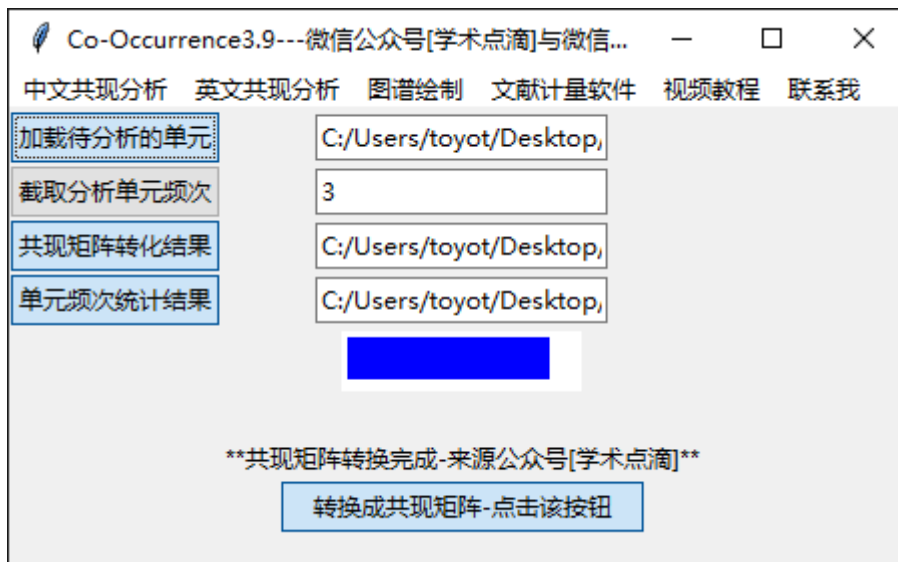 Co-Occurrence3.9---微信公众号[学术点滴]与微信...
中文共现分析 英文共现分析 图谱绘制 文献计量软件 视频教程 联系我
加载待分析的单元 C:/Users/toyot/Desktop/
截取分析单元频次 3
共现矩阵转化结果 C:/Users/toyot/Desktop/
单元频次统计结果 C:/Users/toyot/Desktop/
**共现矩阵转换完成-来源公众号[学术点滴]**
转换成共现矩阵-点击该按钮